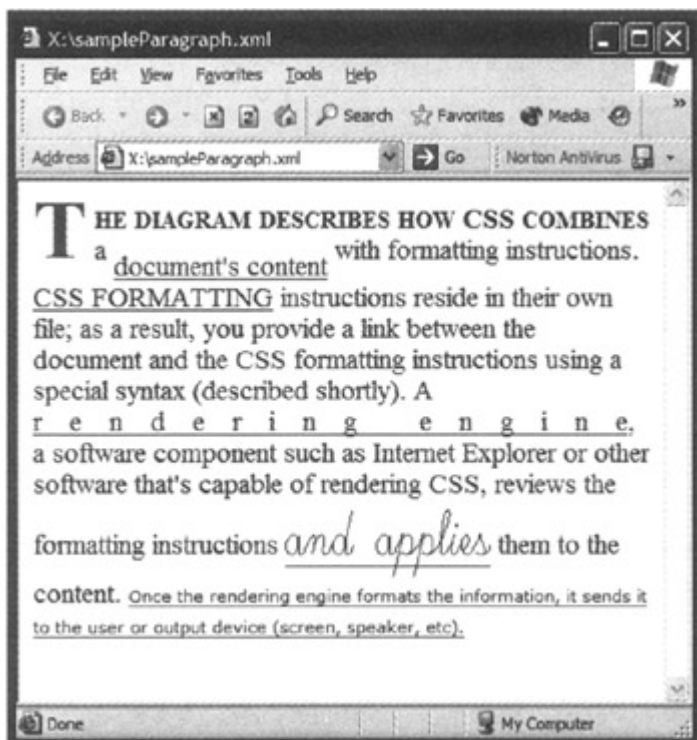 X:\sampleParagraph.xml
File Edit View Favorites Tools Help
Back Search Favorites Media »
Address X:\sampleParagraph.xml Go Norton AntiVirus
THE DIAGRAM DESCRIBES HOW CSS COMBINES
a document's content with formatting instructions.
CSS FORMATTING instructions reside in their own
file; as a result, you provide a link between the
document and the CSS formatting instructions using a
special syntax (described shortly). A
r e n d e r i n g e n g i n e,
a software component such as Internet Explorer or other
software that's capable of rendering CSS, reviews the
formatting instructions and applies them to the
content. Once the rendering engine formats the information, it sends it
to the user or output device (screen, speaker, etc).
Done My Computer